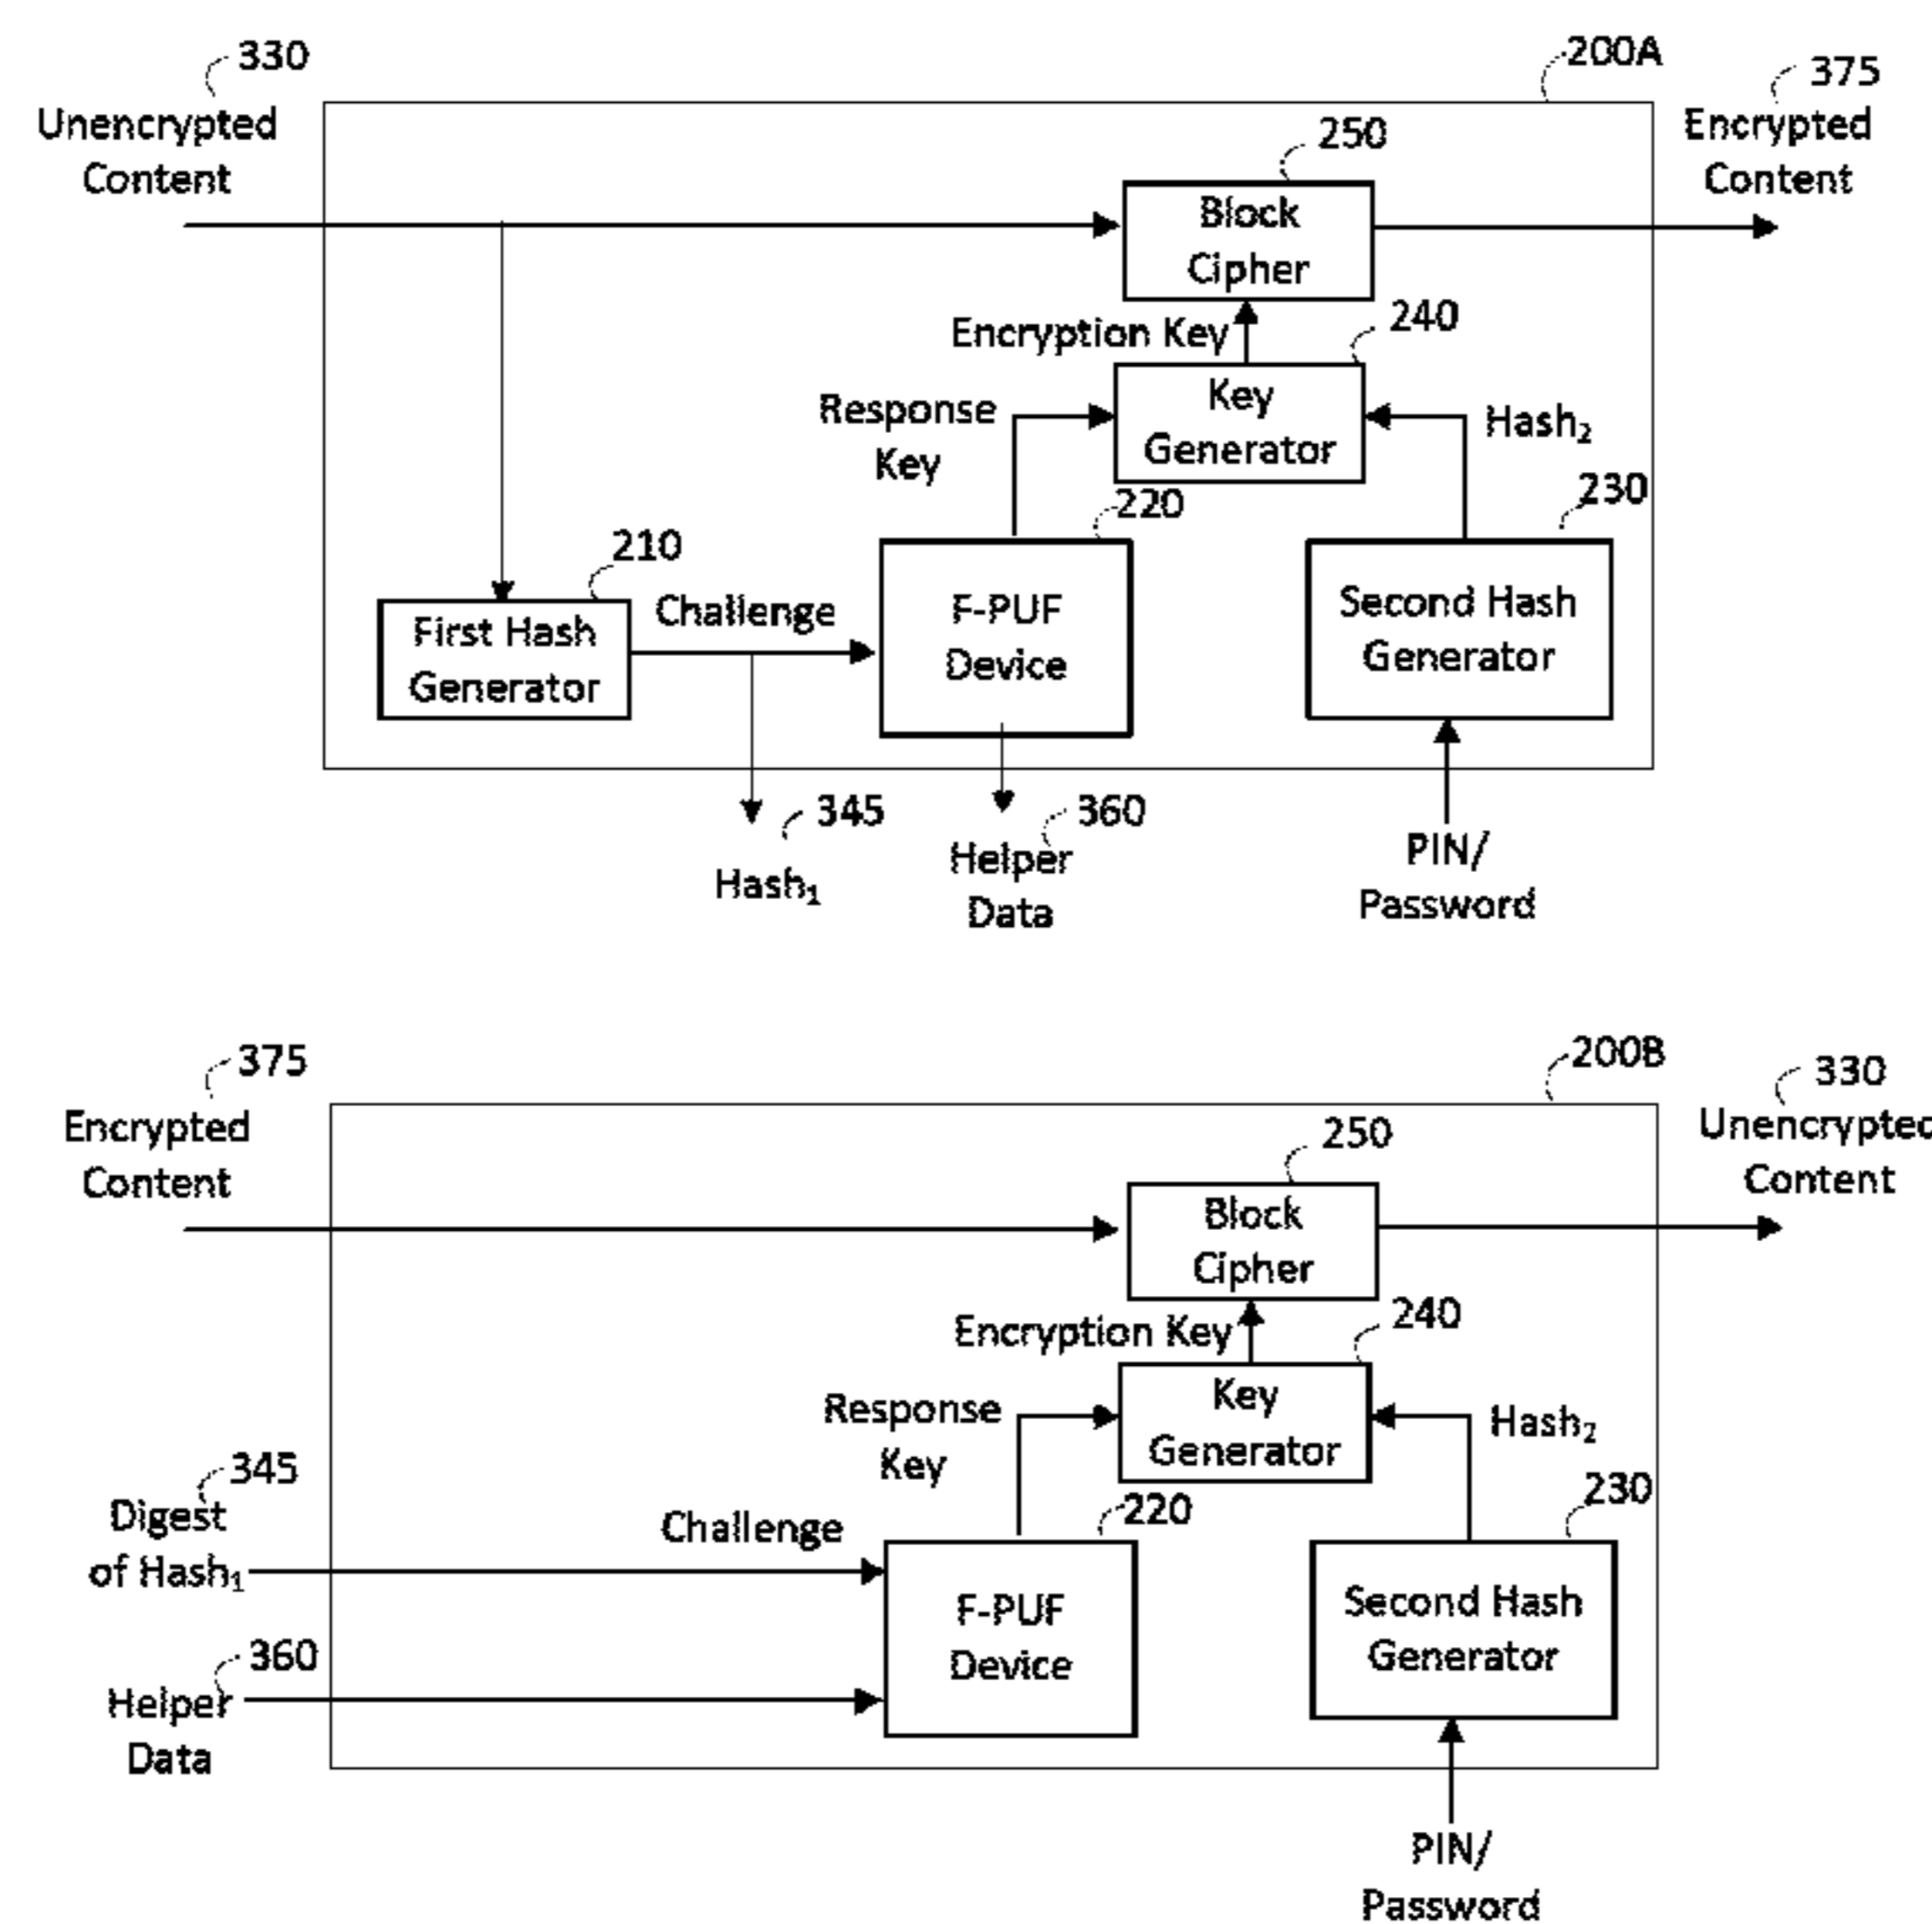 330
Unencrypted
Content
200A
375
Encrypted
Content
250
Block
Cipher
Encryption Key
240
Response
Key
Key
Generator
Hash₂
210
220
230
First Hash
Generator
Challenge
F-PUF
Device
Second Hash
Generator
345
Hash₁
360
Helper
Data
PIN/
Password
375
Encrypted
Content
200B
330
Unencrypted
Content
250
Block
Cipher
Encryption Key
240
Response
Key
Key
Generator
Hash₂
345
Digest
of Hash₁
Challenge
220
230
F-PUF
Device
Second Hash
Generator
360
Helper
Data
PIN/
Password